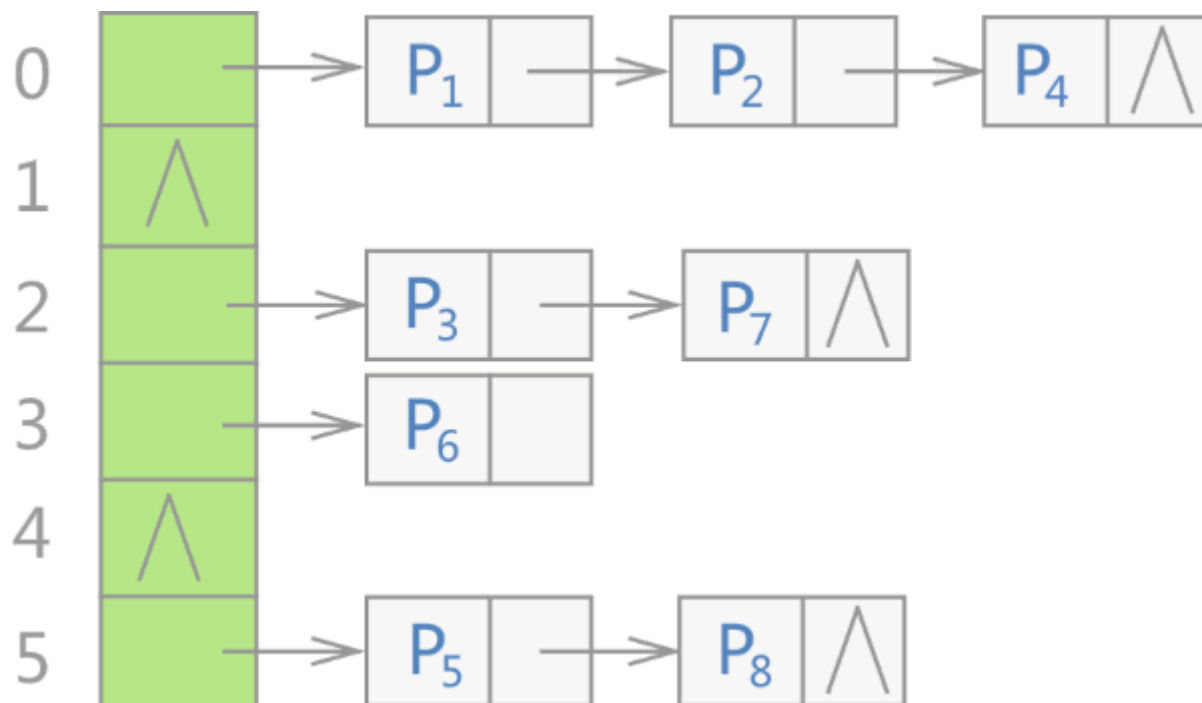 0 P₁ P₂ P₄ ∧
1 ∧
2 P₃ P₇ ∧
3 P₆
4 ∧
5 P₅ P₈ ∧